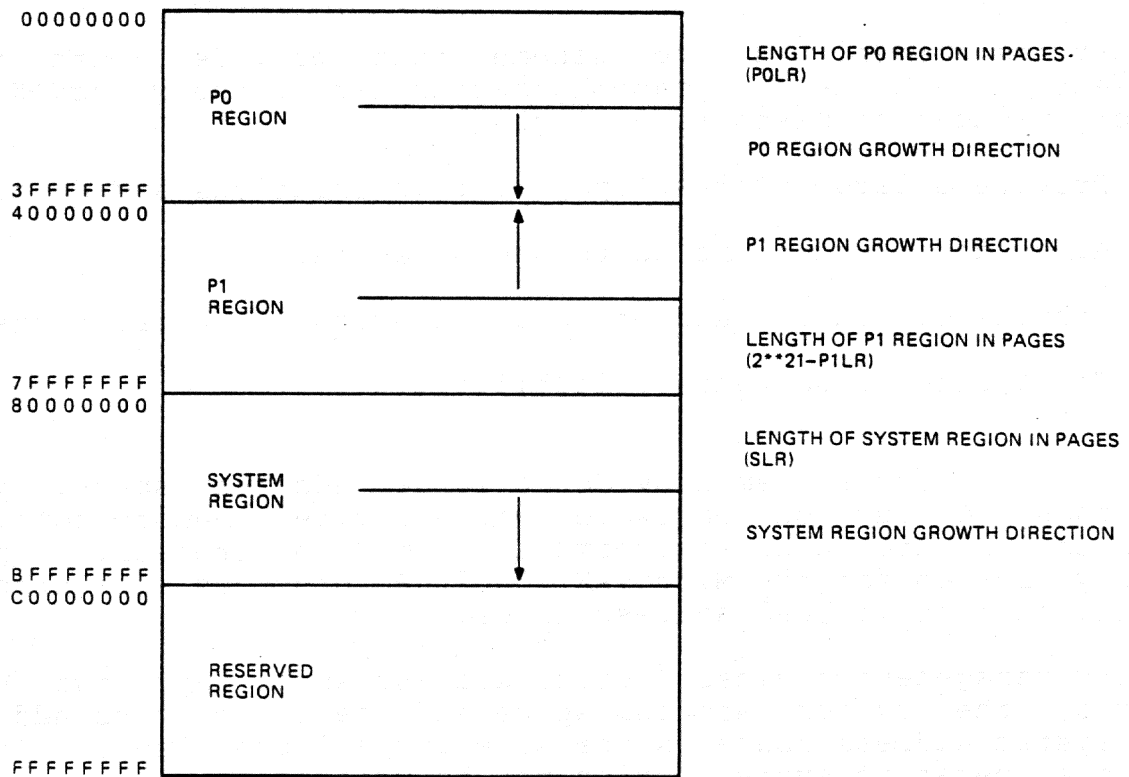 00000000
LENGTH OF P0 REGION IN PAGES-
(P0LR)
P0
REGION
P0 REGION GROWTH DIRECTION
3FFFFFFF
40000000
P1 REGION GROWTH DIRECTION
P1
REGION
LENGTH OF P1 REGION IN PAGES
(2**21-P1LR)
7FFFFFFF
80000000
LENGTH OF SYSTEM REGION IN PAGES
(SLR)
SYSTEM
REGION
SYSTEM REGION GROWTH DIRECTION
BFFFFFFF
C0000000
RESERVED
REGION
FFFFFFFF